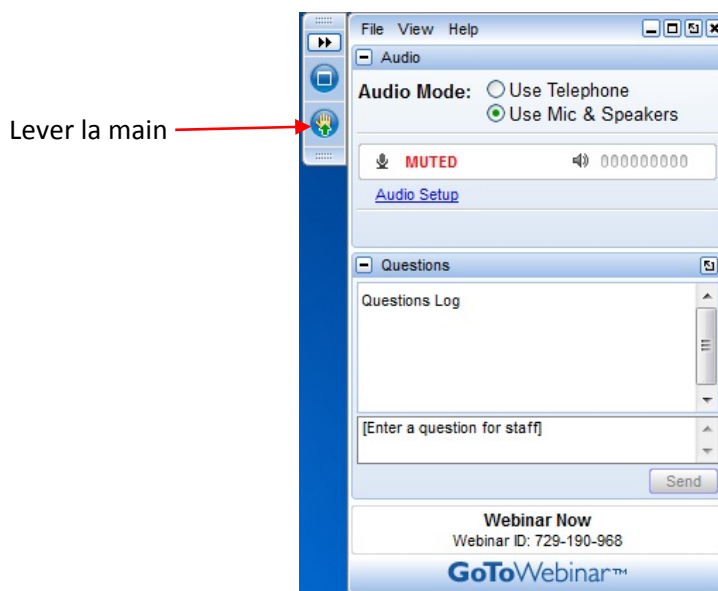 File View Help
Audio
Audio Mode: Use Telephone
Use Mic & Speakers
Lever la main
MUTED 000000000
Audio Setup
Questions
Questions Log
[Enter a question for staff]
Send
Webinar Now
Webinar ID: 729-190-968
GoToWebinar™